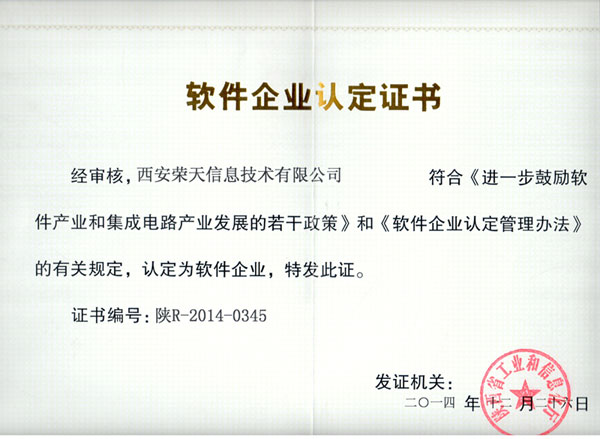 软件企业认定证书
经审核，西安荣天信息技术有限公司 符合《进一步鼓励软
件产业和集成电路产业发展的若干政策》和《软件企业认定管理办法》
的有关规定，认定为软件企业，特发此证。
证书编号：陕R-2014-0345
发证机关：
二〇一四 年 十二 月 二十六 日
陕西省工业和信息化厅